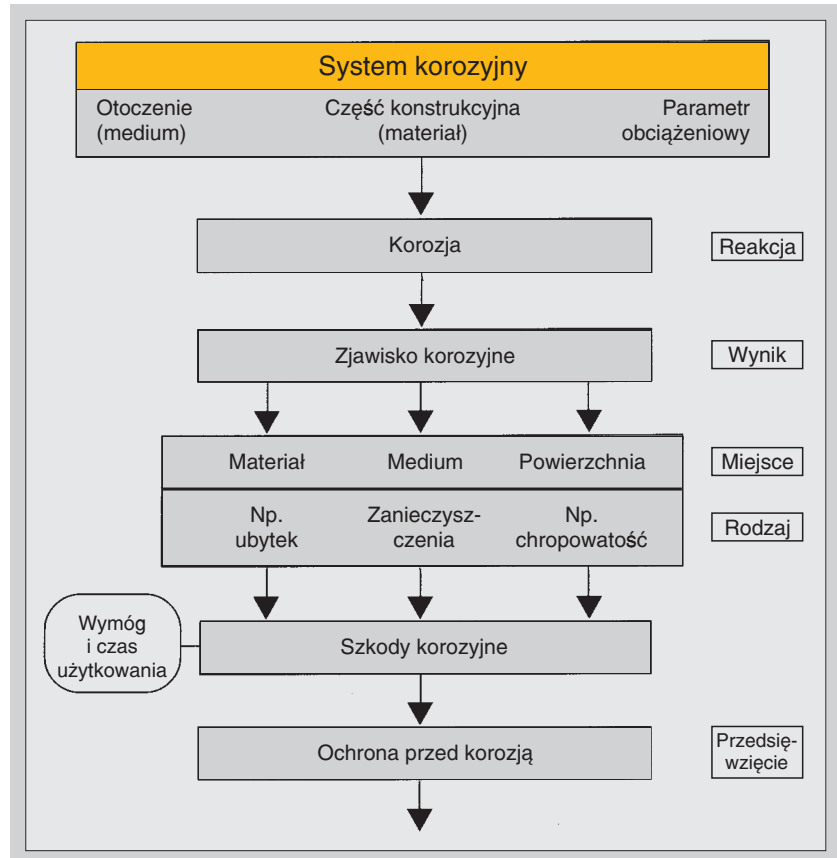 System korozyjny
Otoczenie
(medium)
Część konstrukcyjna
(materiał)
Parametr
obciążeniowy
Korozja
Reakcja
Zjawisko korozyjne
Wynik
Materiał
Medium
Powierzchnia
Miejsce
Np.
ubytek
Zanieczysz-
czenia
Np.
chropowatość
Rodzaj
Wymóg
i czas
użytkowania
Szkody korozyjne
Ochrona przed korozją
Przedsię-
wzięcie